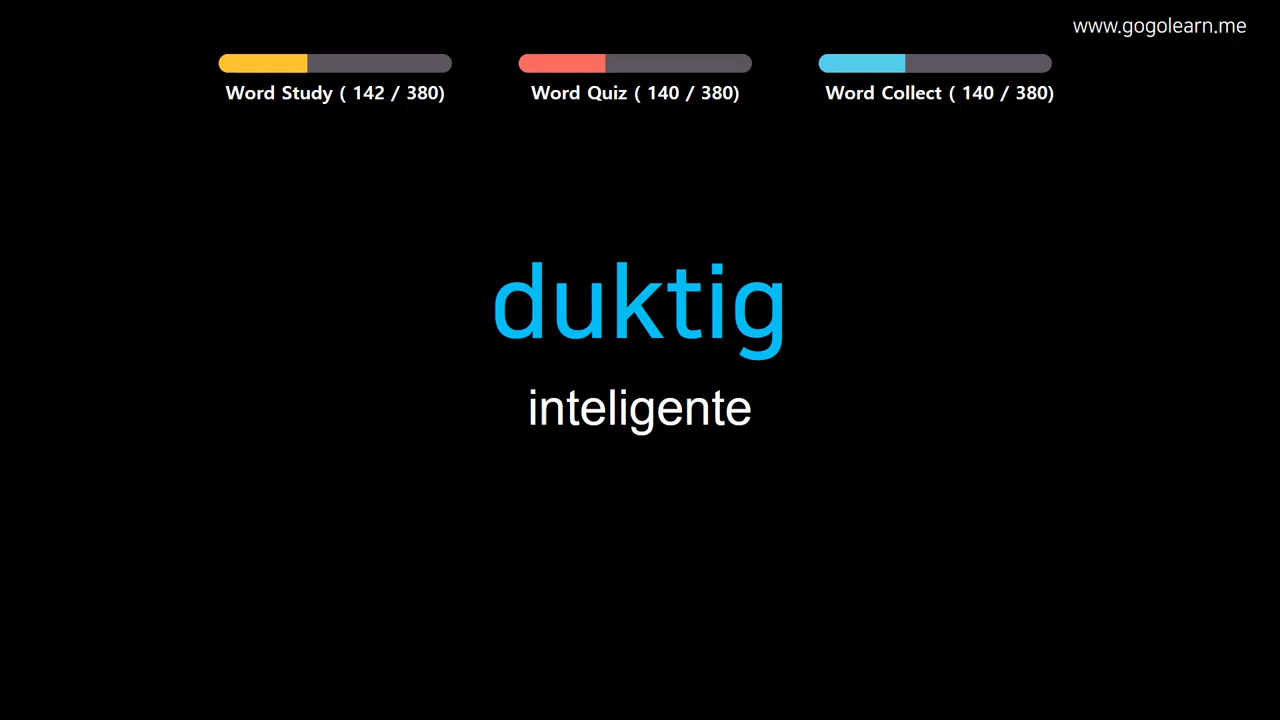 www.gogolearn.me
Word Study ( 142 / 380)
Word Quiz ( 140 / 380)
Word Collect ( 140 / 380)
duktig
inteligente